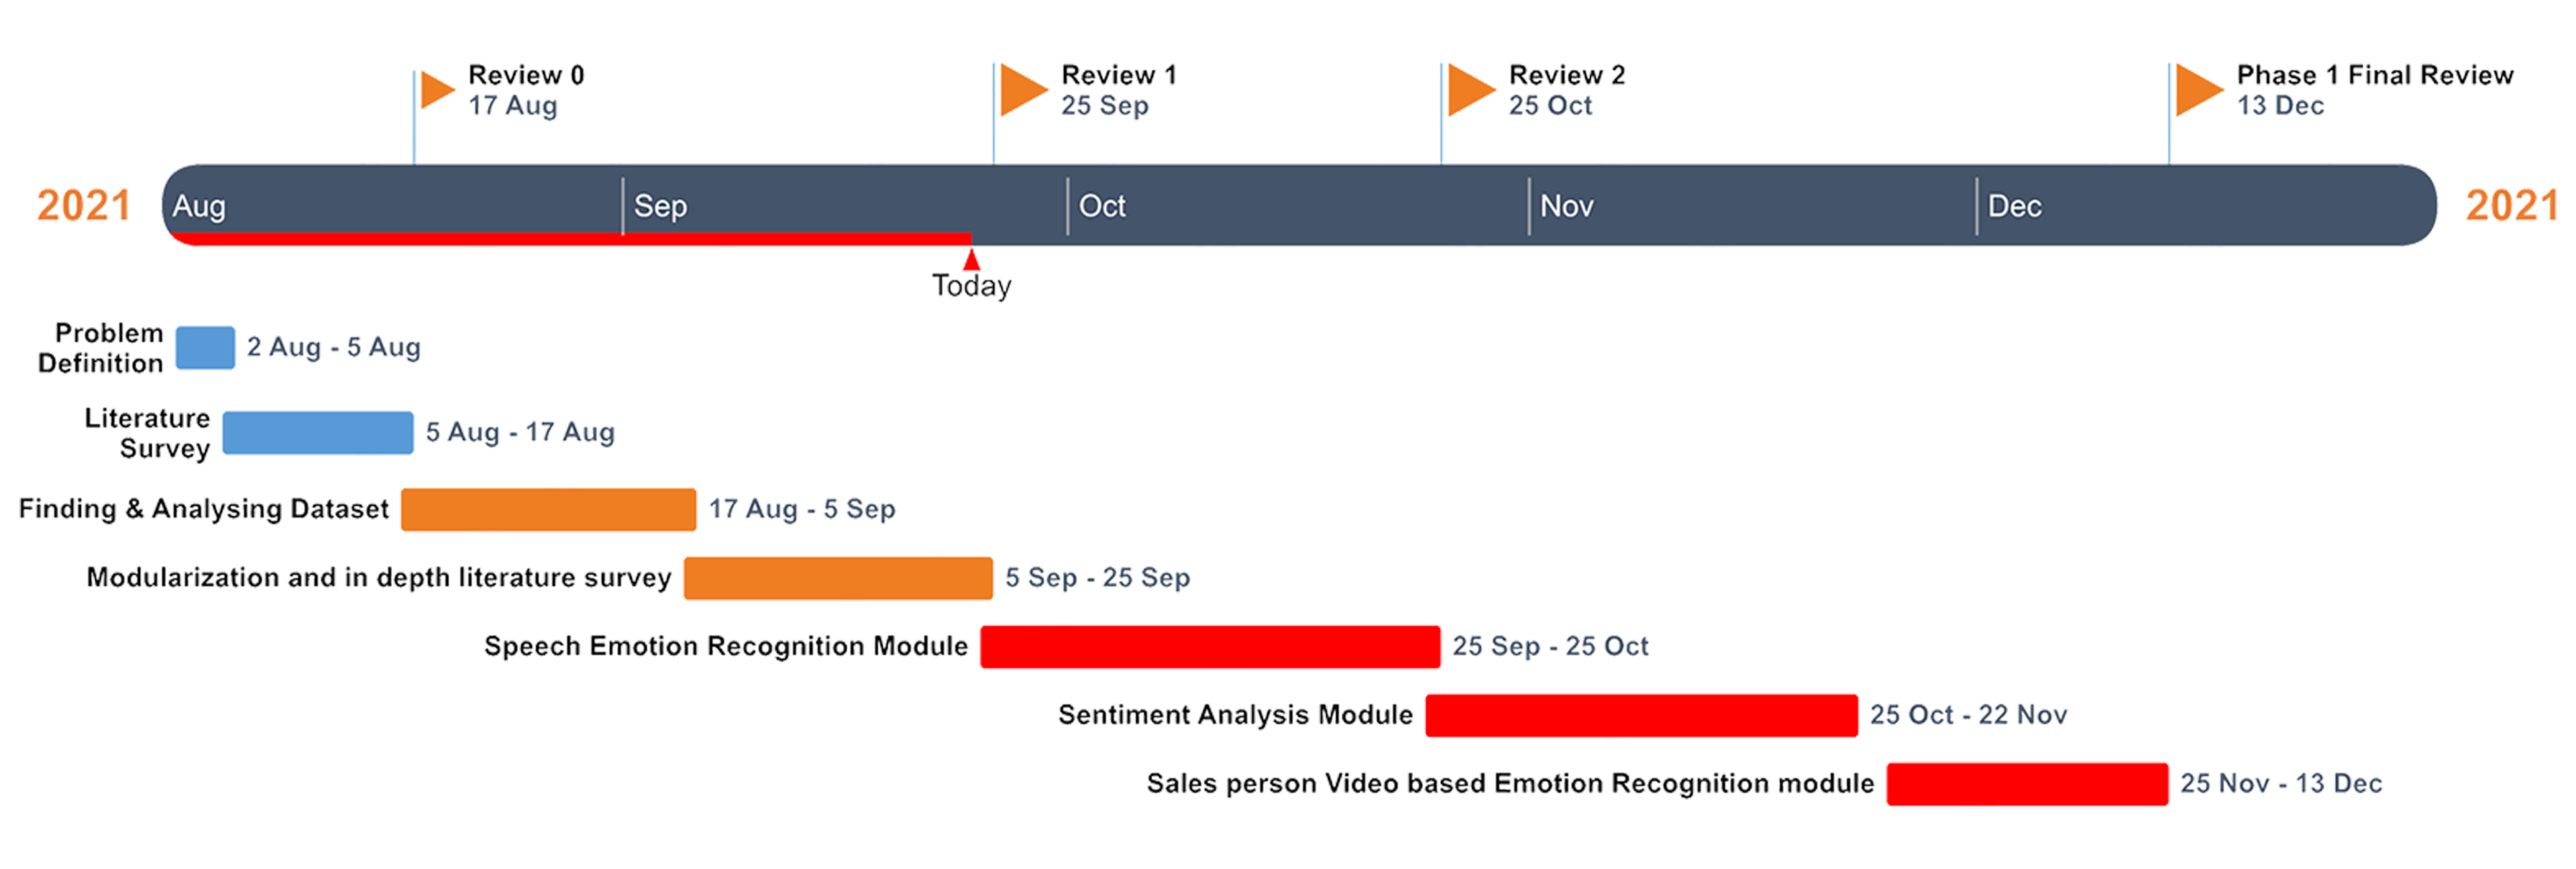 Review 0
17 Aug
Review 1
25 Sep
Review 2
25 Oct
Phase 1 Final Review
13 Dec
2021
Aug
Sep
Oct
Nov
Dec
2021
Today
Problem
Definition
2 Aug - 5 Aug
Literature
Survey
5 Aug - 17 Aug
Finding & Analysing Dataset
17 Aug - 5 Sep
Modularization and in depth literature survey
5 Sep - 25 Sep
Speech Emotion Recognition Module
25 Sep - 25 Oct
Sentiment Analysis Module
25 Oct - 22 Nov
Sales person Video based Emotion Recognition module
25 Nov - 13 Dec